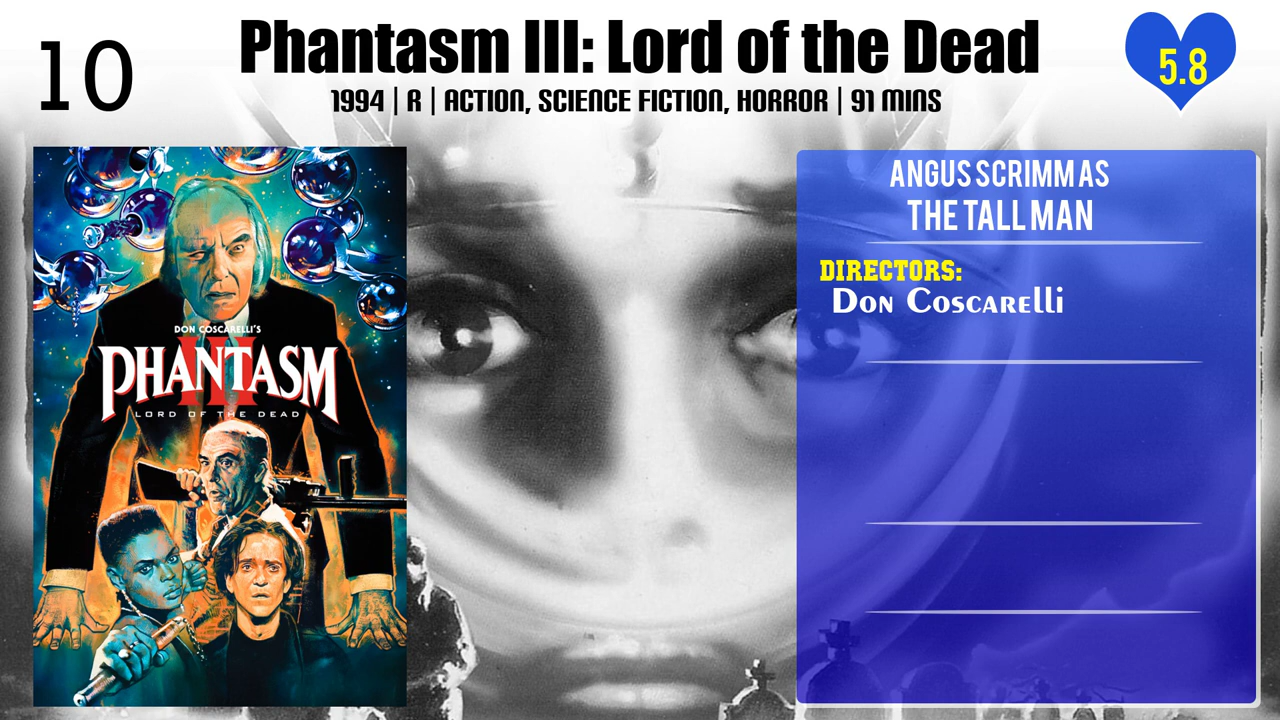 10
Phantasm III: Lord of the Dead
1994 | R | ACTION, SCIENCE FICTION, HORROR | 91 MINS
5.8
ANGUS SCRIMM AS
THE TALL MAN
DIRECTORS:
Don Coscarelli
DON COSCARELLI'S
PHANTASM
III
LORD OF THE DEAD